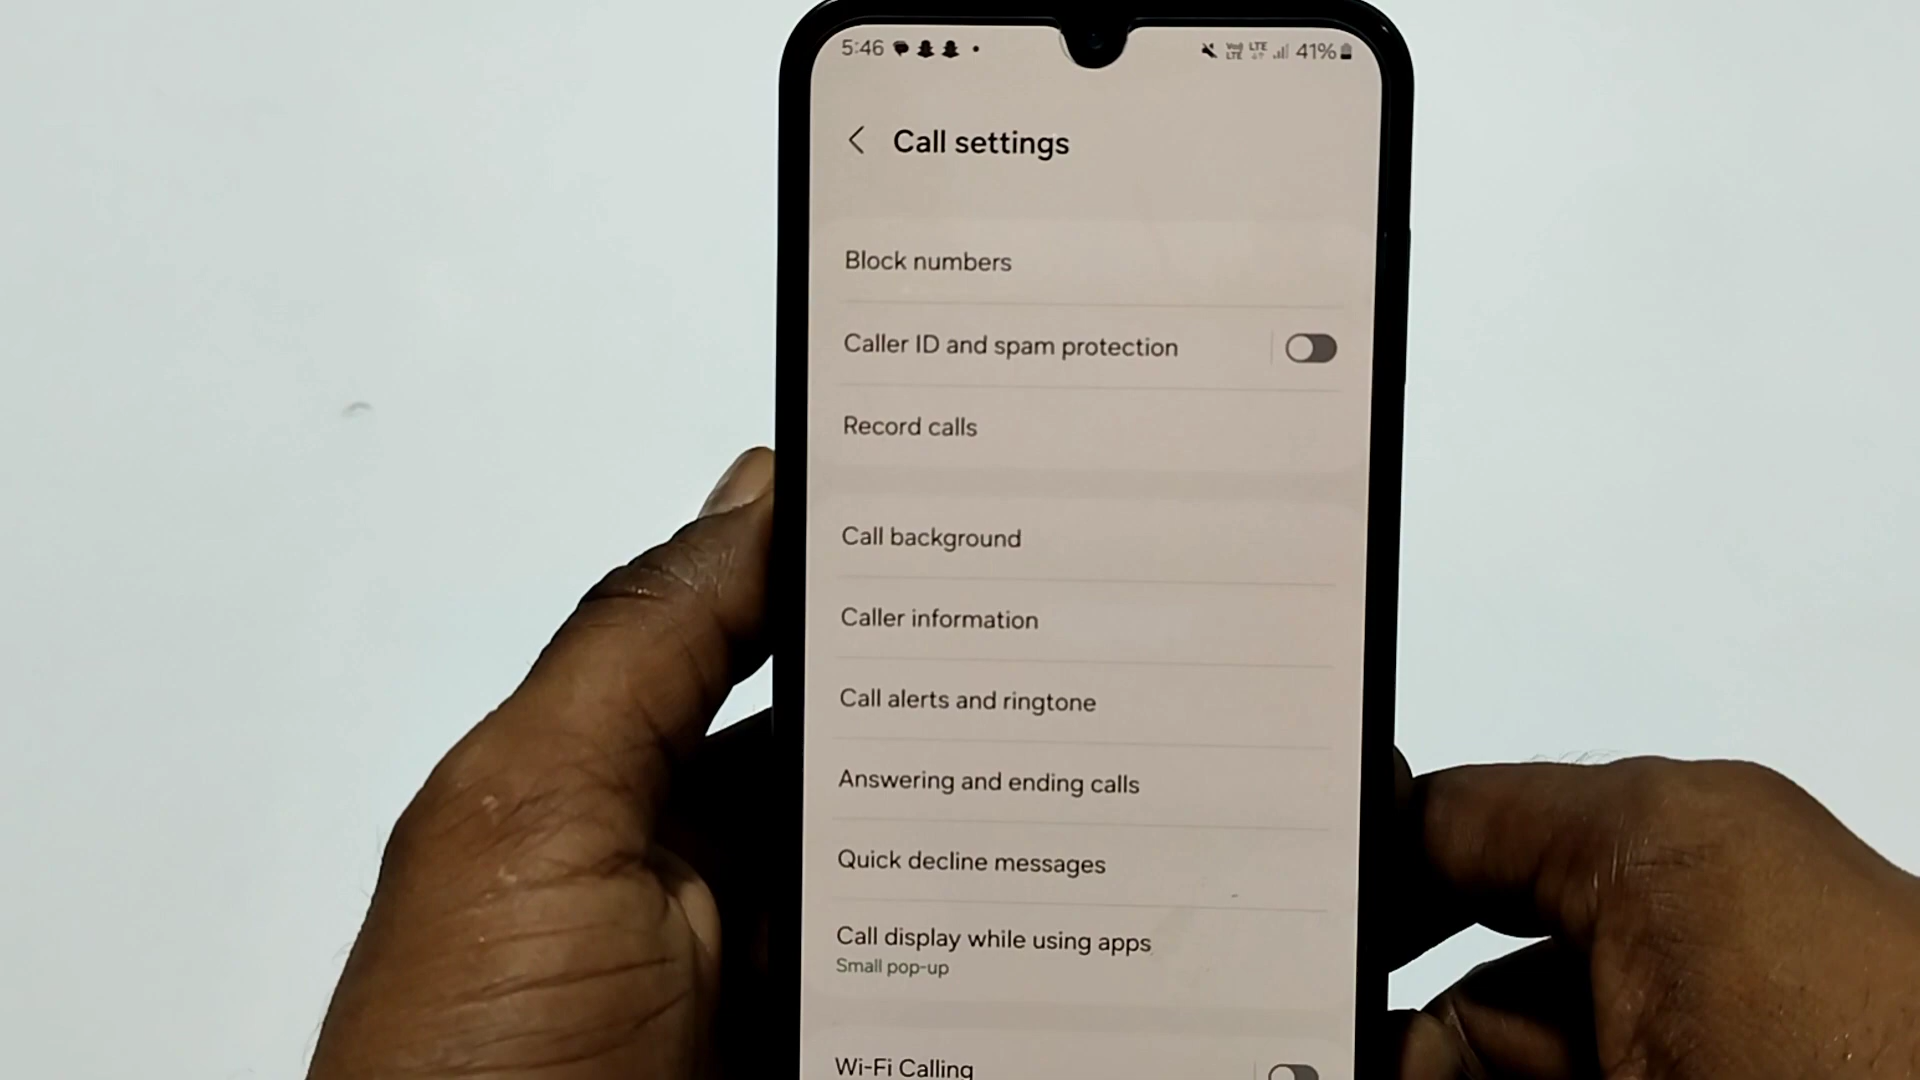 5:46 VoLTE LTE 41%
Call settings
Block numbers
Caller ID and spam protection
Record calls
Call background
Caller information
Call alerts and ringtone
Answering and ending calls
Quick decline messages
Call display while using apps
Small pop-up
Wi-Fi Calling